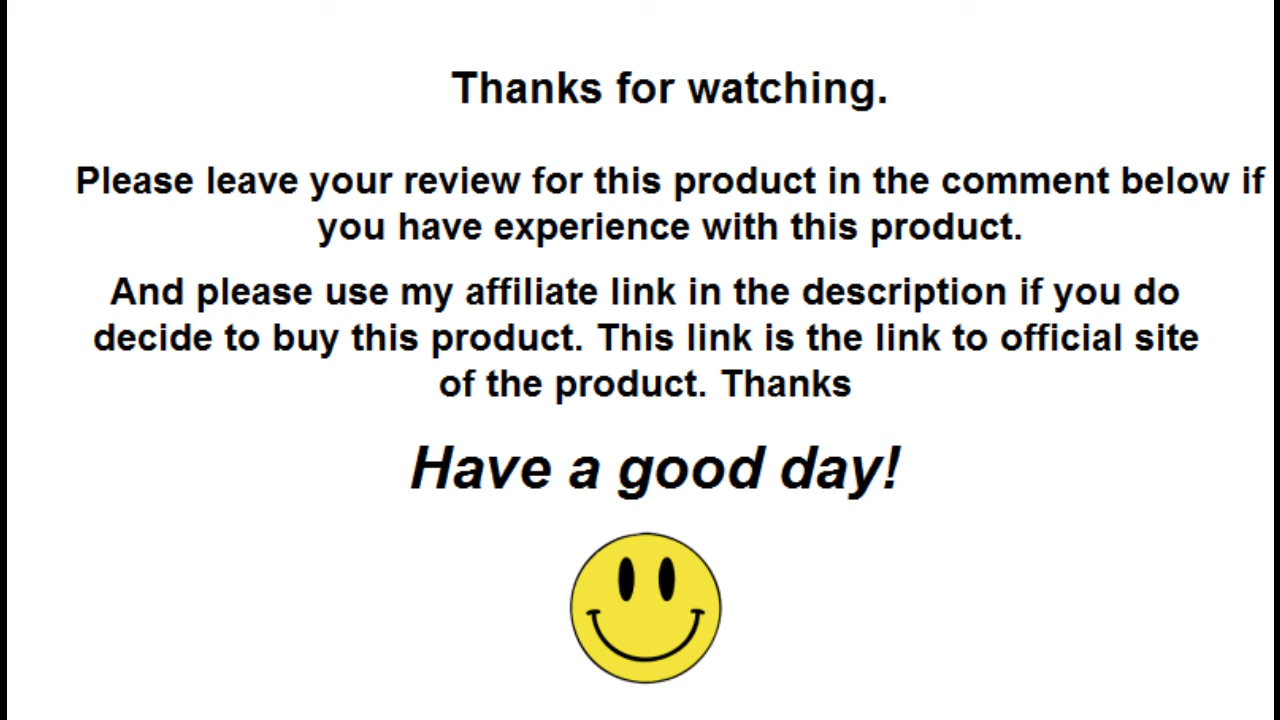 Thanks for watching.
Please leave your review for this product in the comment below if
you have experience with this product.
And please use my affiliate link in the description if you do
decide to buy this product. This link is the link to official site
of the product. Thanks
Have a good day!